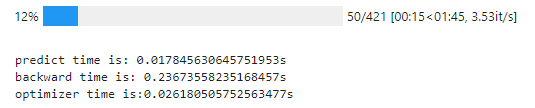 12% 50/421 [00:15<01:45, 3.53it/s]
predict time is: 0.017845630645751953s
backward time is: 0.23673558235168457s
optimizer time is:0.026180505752563477s